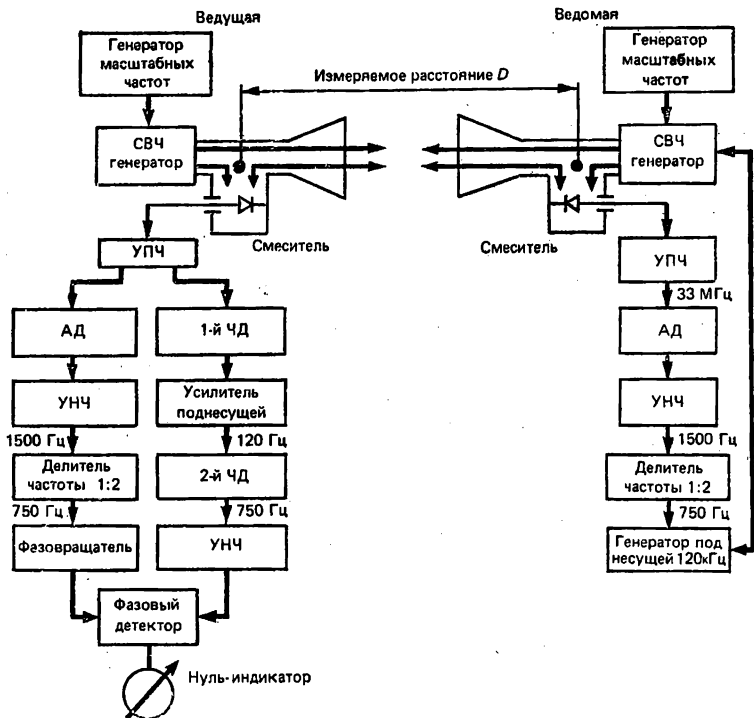 Ведущая
Ведомая
Генератор
масштабных
частот
Генератор
масштабных
частот
Измеряемое расстояние D
СВЧ
генератор
СВЧ
генератор
Смеситель
Смеситель
УПЧ
УПЧ
33 МГц
АД
1-й ЧД
АД
УНЧ
Усилитель
поднесущей
УНЧ
1500 Гц
120 Гц
1500 Гц
Делитель
частоты 1:2
2-й ЧД
Делитель
частоты 1:2
750 Гц
750 Гц
750 Гц
Фазовращатель
УНЧ
Генератор под
несущей 120кГц
Фазовый
детектор
Нуль-индикатор